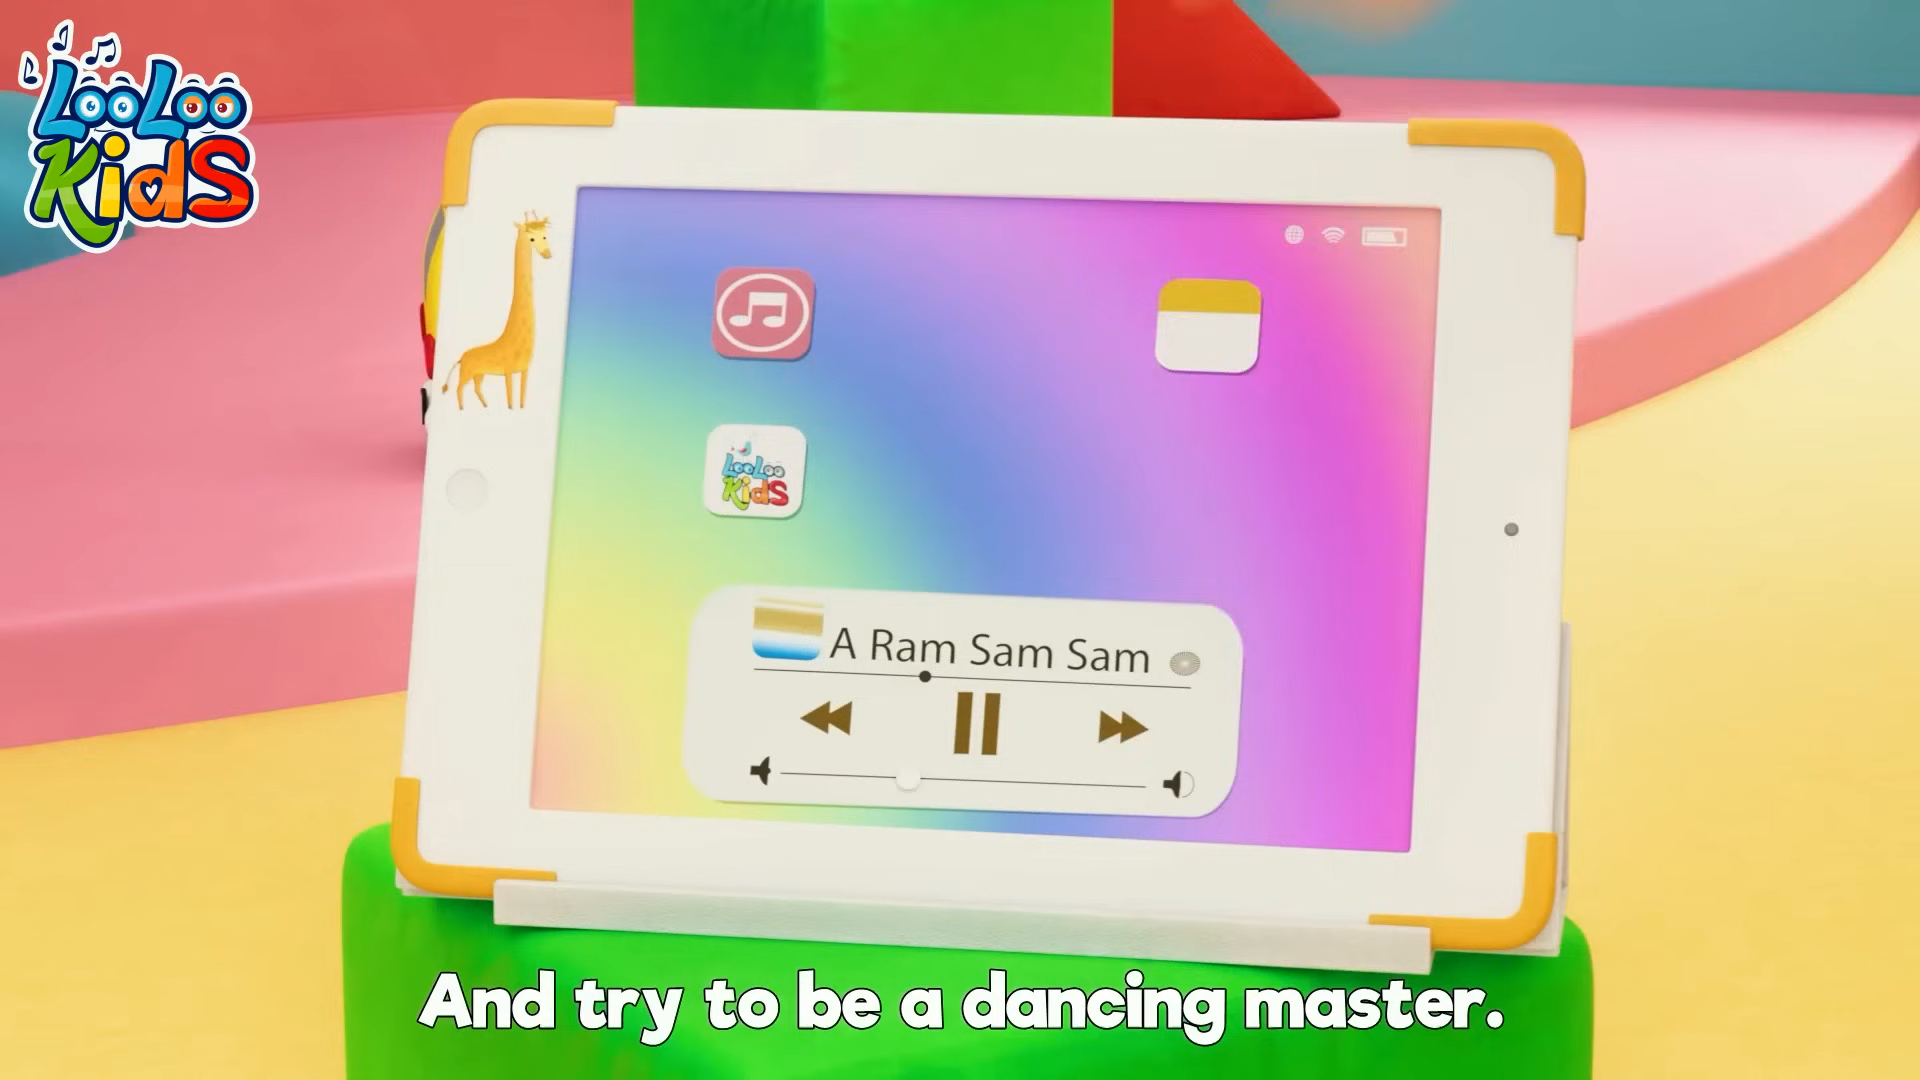 LooLoo
Kids
LooLoo
Kids
A Ram Sam Sam
And try to be a dancing master.